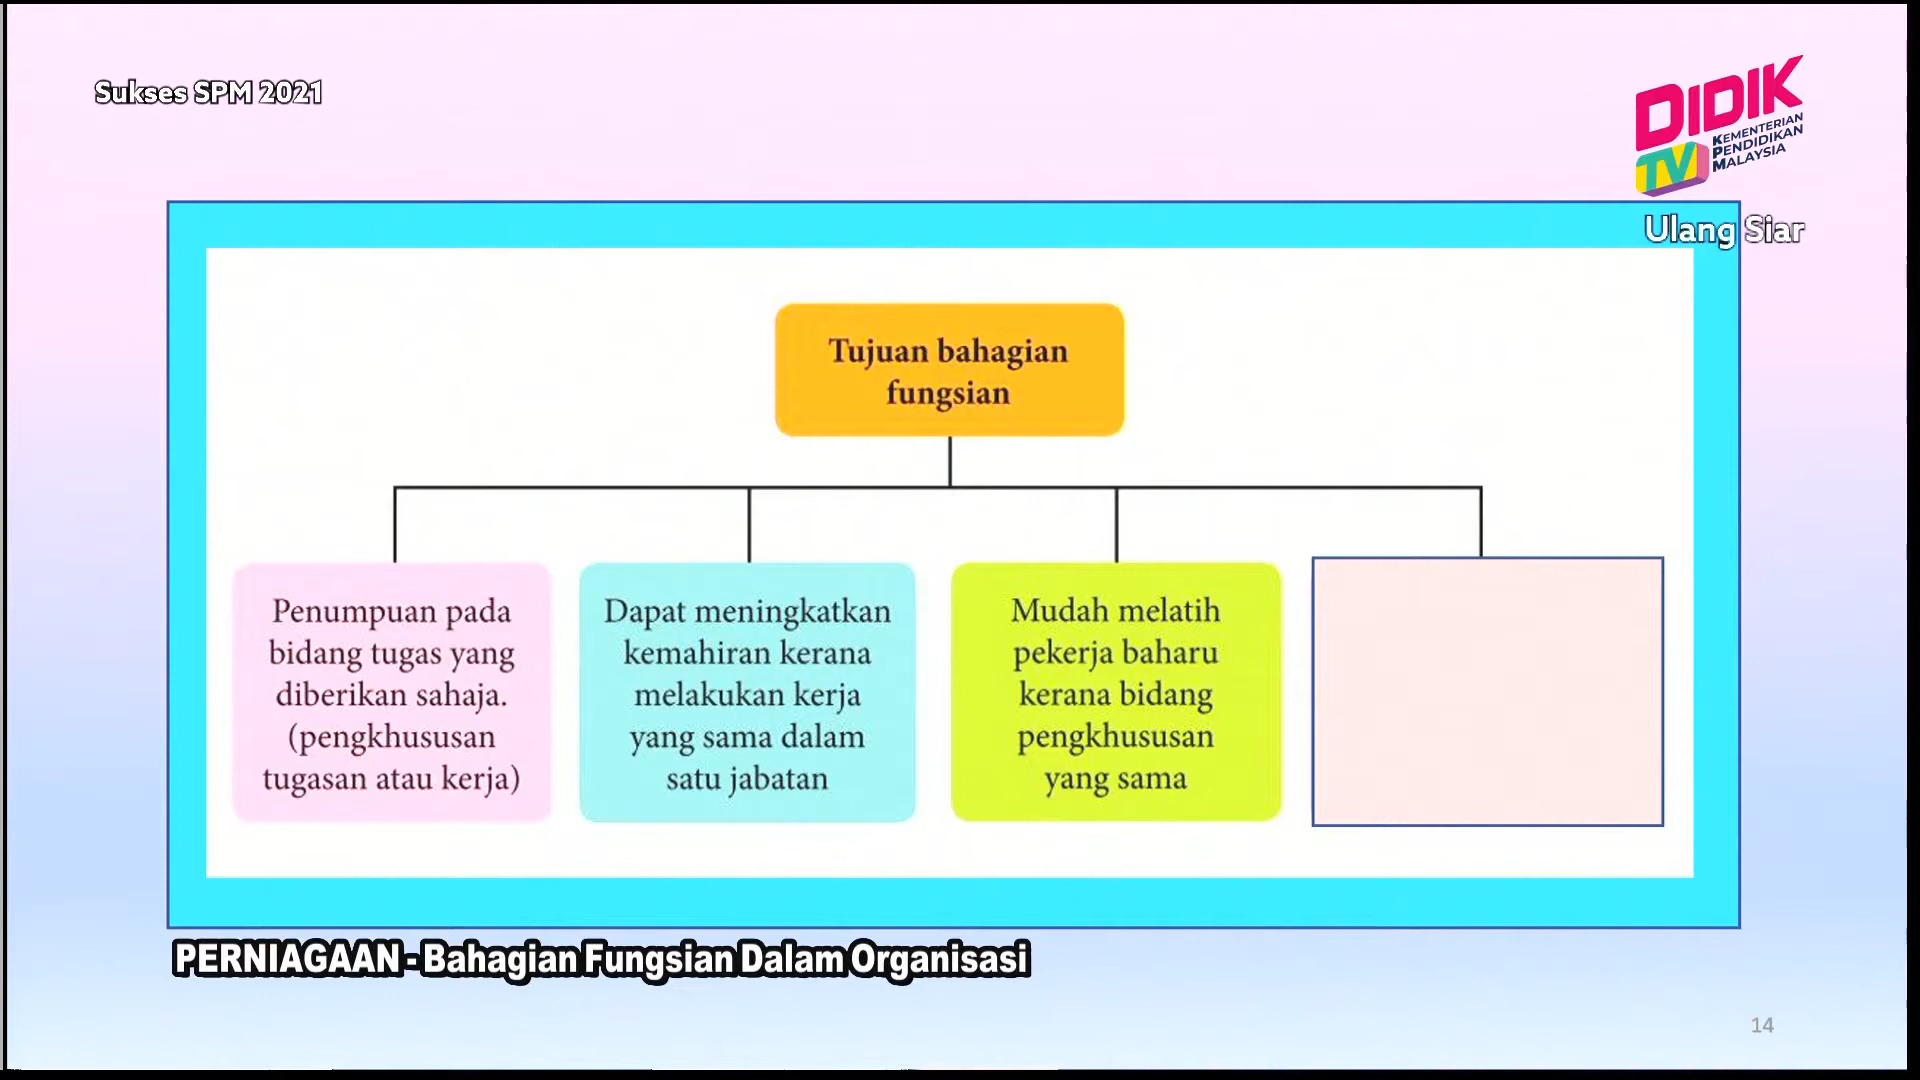 Sukses SPM 2021
DIDIK
TV
KEMENTERIAN
PENDIDIKAN
MALAYSIA
Ulang Siar
Tujuan bahagian
fungsian
Penumpuan pada
bidang tugas yang
diberikan sahaja.
(pengkhususan
tugasan atau kerja)
Dapat meningkatkan
kemahiran kerana
melakukan kerja
yang sama dalam
satu jabatan
Mudah melatih
pekerja baharu
kerana bidang
pengkhususan
yang sama
PERNIAGAAN - Bahagian Fungsian Dalam Organisasi
14